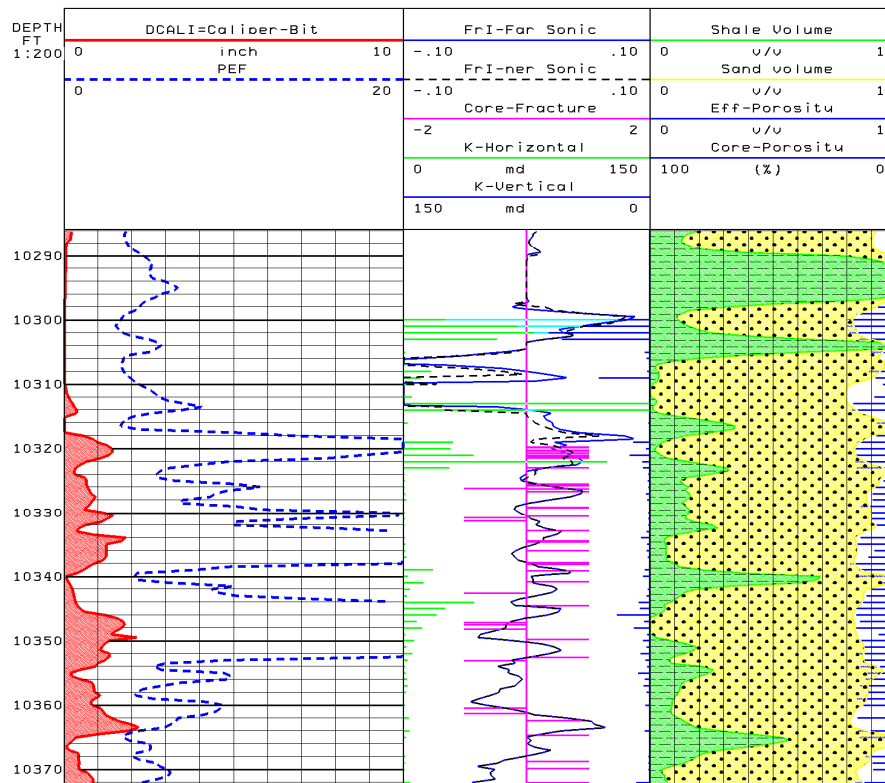 DEPTH
FT
1:200
DCALI=Caliper-Bit
0 inch 10
PEF
0 20
FrI-Far Sonic
-.10 .10
FrI-ner Sonic
-.10 .10
Core-Fracture
-2 2
K-Horizontal
0 md 150
K-Vertical
150 md 0
Shale Volume
0 v/v 1
Sand volume
0 v/v 1
Eff-Porosity
0 v/v 1
Core-Porosity
100 (%) 0
10290
10300
10310
10320
10330
10340
10350
10360
10370